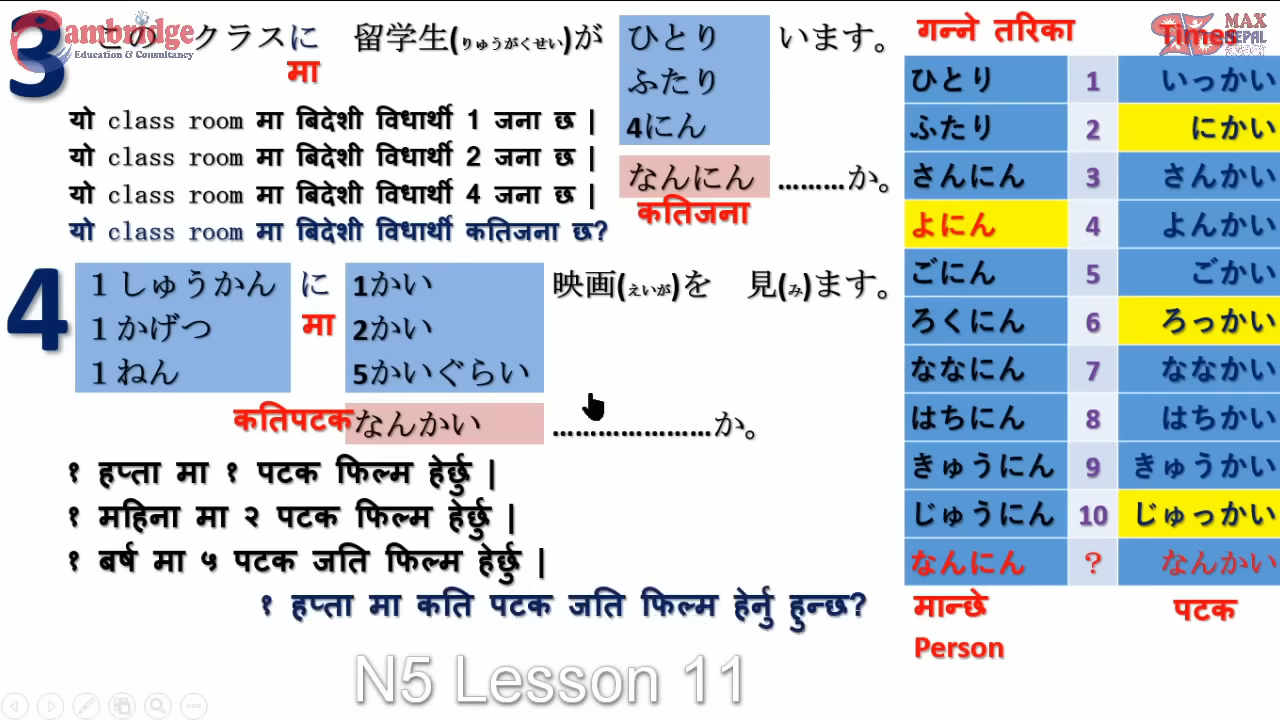 3
Cambridge
Education & Consultancy
このクラスに 留学生(りゅうがくせい)が ひとり います。
मा
ふたり
4にん
यो class room मा बिदेशी विधार्थी 1 जना छ |
यो class room मा बिदेशी विधार्थी 2 जना छ |
यो class room मा बिदेशी विधार्थी 4 जना छ |
यो class room मा बिदेशी विधार्थी कतिजना छ?
なんにん ………か。
कतिजना
4
1しゅうかん に 1かい 映画(えいが)を 見(み)ます。
1かげつ मा 2かい
1ねん 5かいぐらい
कतिपटक なんかい …………………か。
१ हप्ता मा १ पटक फिल्म हेर्छु |
१ महिना मा २ पटक फिल्म हेर्छु |
१ बर्ष मा ५ पटक जति फिल्म हेर्छु |
१ हप्ता मा कति पटक जति फिल्म हेर्नु हुन्छ?
गन्ने तरिका Times
MAX
NEPAL
ひとり 1 いっかい
ふたり 2 にかい
さんにん 3 さんかい
よにん 4 よんかい
ごにん 5 ごかい
ろくにん 6 ろっかい
ななにん 7 ななかい
はちにん 8 はちかい
きゅうにん 9 きゅうかい
じゅうにん 10 じゅっかい
なんにん ? なんかい
मान्छे पटक
Person
N5 Lesson 11